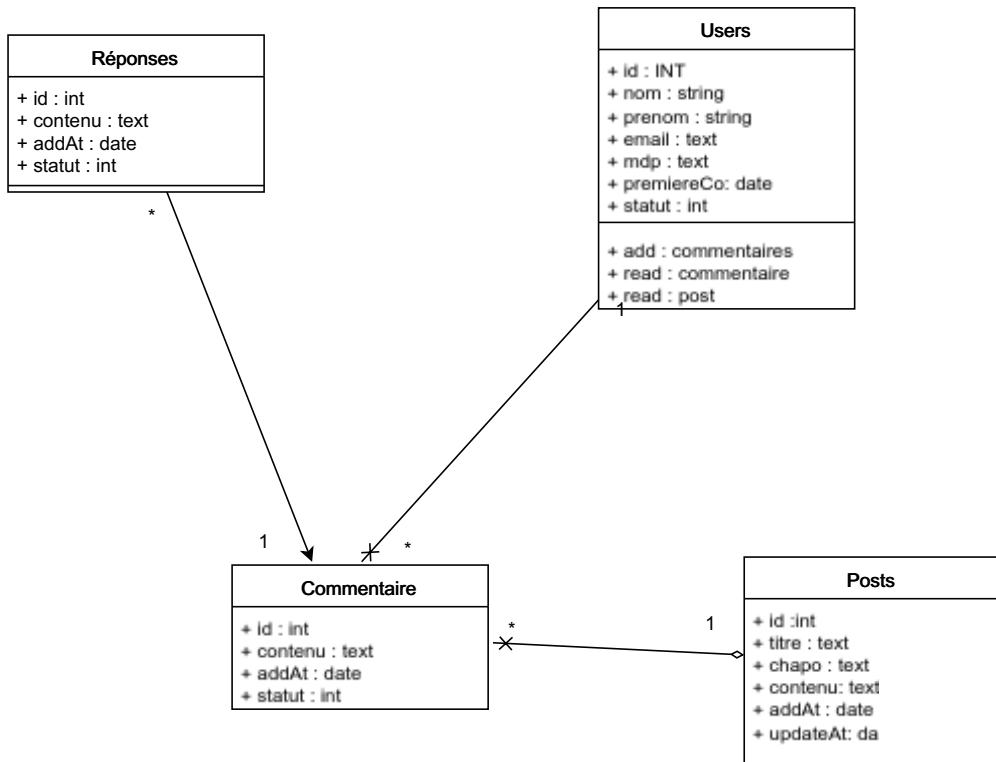 Réponses
+ id : int
+ contenu : text
+ addAt : date
+ statut : int
*
Users
+ id : INT
+ nom : string
+ prenom : string
+ email : text
+ mdp : text
+ premiereCo: date
+ statut : int
+ add : commentaires
+ read : commentaire
+ read : post
1
1
*
Commentaire
+ id : int
+ contenu : text
+ addAt : date
+ statut : int
*
1
Posts
+ id :int
+ titre : text
+ chapo : text
+ contenu: text
+ addAt : date
+ updateAt: da